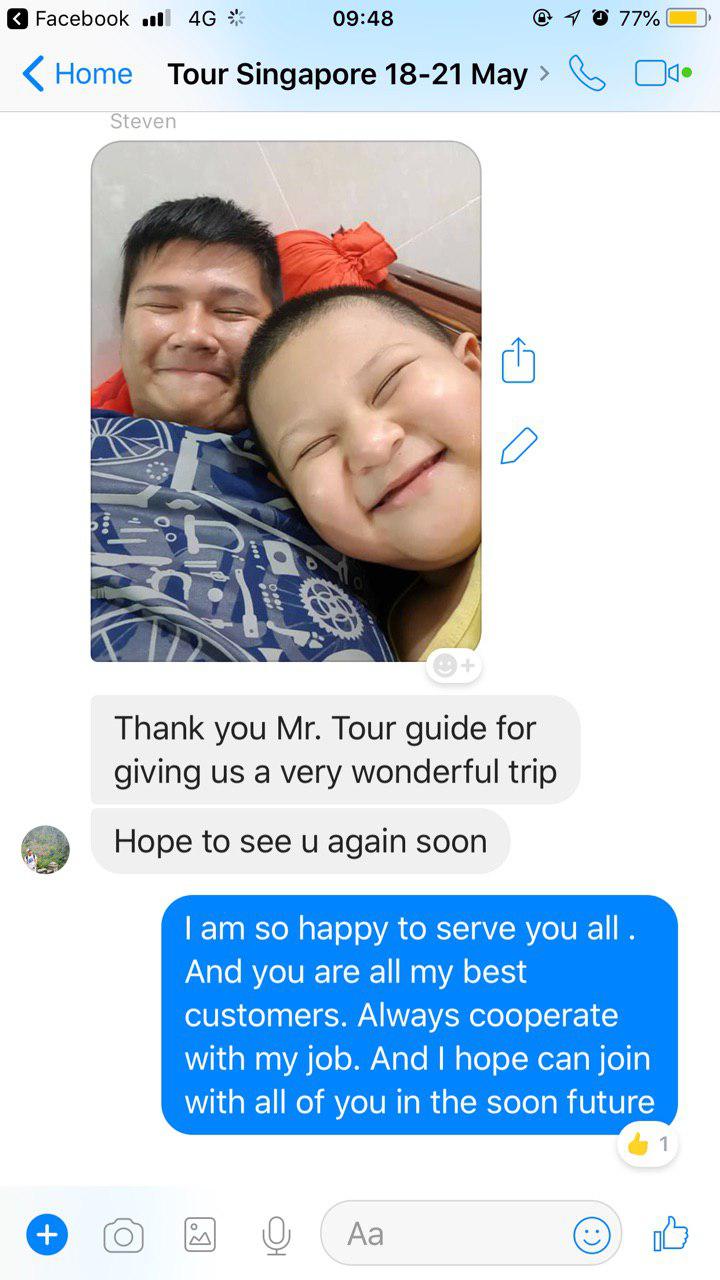 Facebook 4G 09:48 77%
Home Tour Singapore 18-21 May
Steven
Thank you Mr. Tour guide for
giving us a very wonderful trip
Hope to see u again soon
I am so happy to serve you all .
And you are all my best
customers. Always cooperate
with my job. And I hope can join
with all of you in the soon future
1
Aa